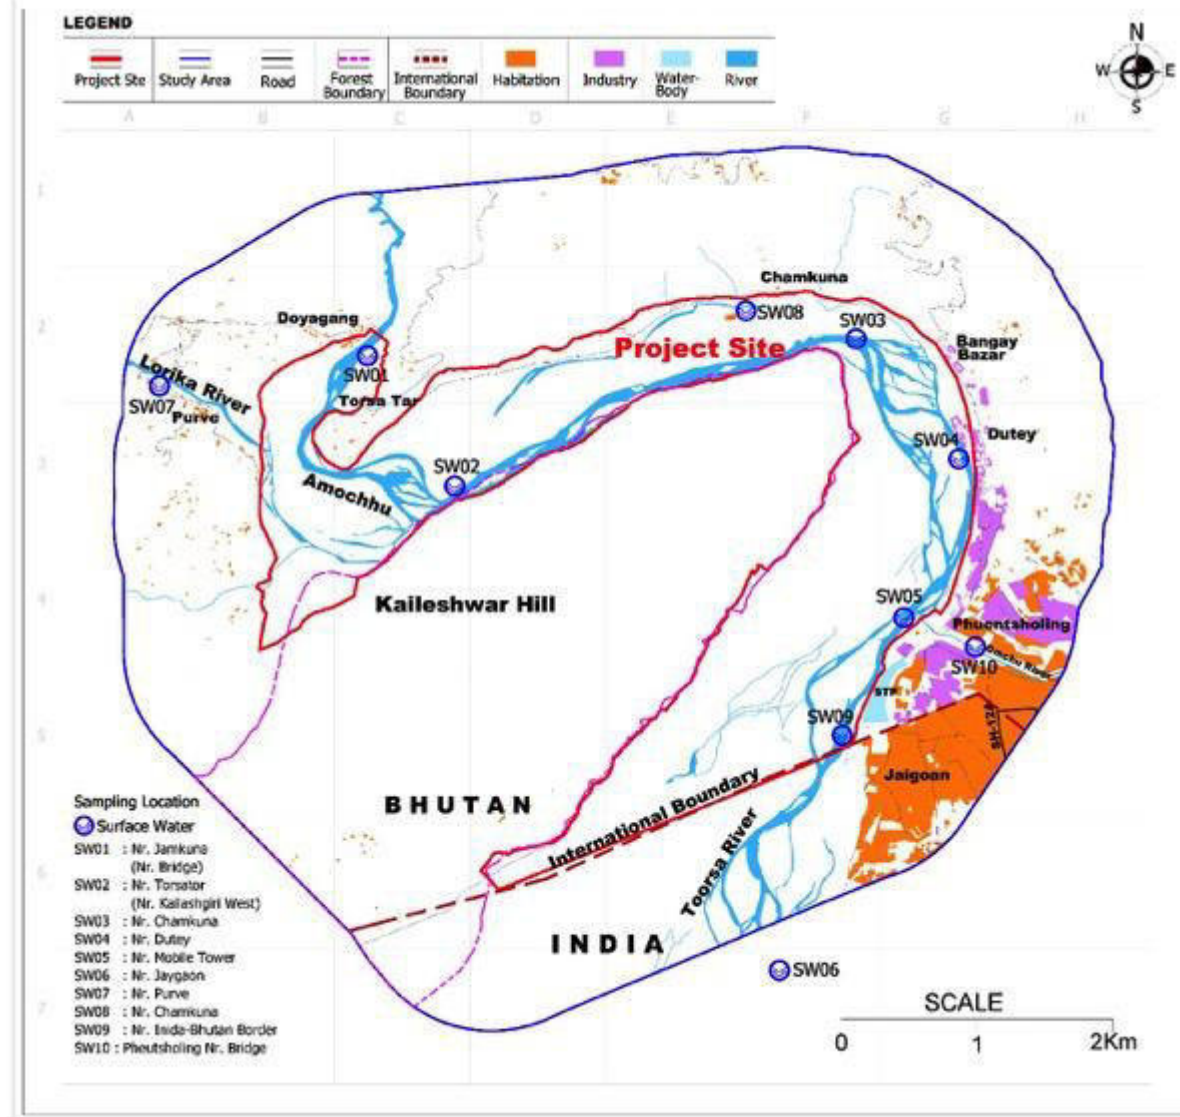 LEGEND
Project Site
Study Area
Road
Forest
Boundary
International
Boundary
Habitation
Industry
Water-
Body
River
N
W
E
S
A
B
C
D
E
F
G
H
1
2
3
4
5
6
7
Chamkuna
Doyagang
SW08
SW03
Project Site
Bangay
Bazar
Lorika River
SW01
SW07
Purve
Torsa Tar
SW04
Dutey
SW02
Amochhu
Kaileshwar Hill
SW05
Phuontsholing
Omchu River
SW10
STP
SW09
SH-122
Jaigoan
BHUTAN
International Boundary
Toorsa River
INDIA
SW06
Sampling Location
Surface Water
SW01 : Nr. Jamkuna
(Nr. Bridge)
SW02 : Nr. Torsator
(Nr. Kailashgiri West)
SW03 : Nr. Chamkuna
SW04 : Nr. Dutey
SW05 : Nr. Mobile Tower
SW06 : Nr. Jaygaon
SW07 : Nr. Purve
SW08 : Nr. Chamkuna
SW09 : Nr. Inida-Bhutan Border
SW10 : Pheutsholing Nr. Bridge
SCALE
0 1 2Km